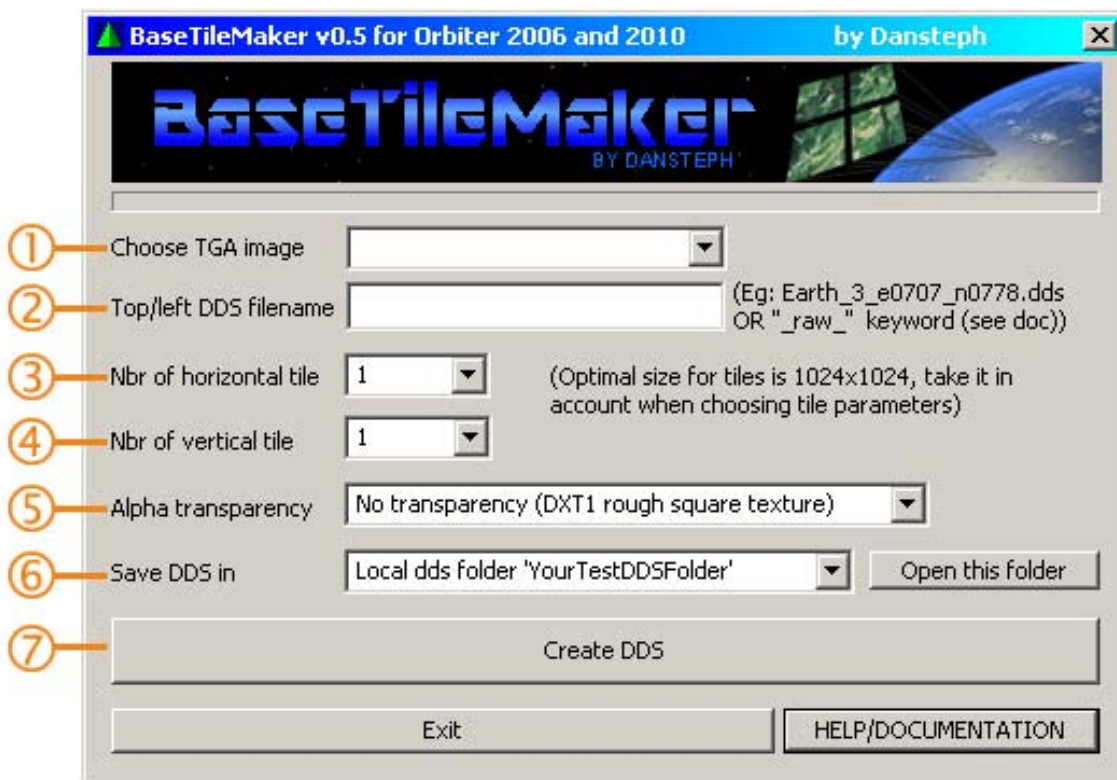 BaseTileMaker v0.5 for Orbiter 2006 and 2010 by Dansteph
BaseTileMaker
BY DANSTEPH
1 Choose TGA image
2 Top/left DDS filename (Eg: Earth_3_e0707_n0778.dds
OR "_raw_" keyword (see doc))
3 Nbr of horizontal tile 1 (Optimal size for tiles is 1024x1024, take it in
account when choosing tile parameters)
4 Nbr of vertical tile 1
5 Alpha transparency No transparency (DXT1 rough square texture)
6 Save DDS in Local dds folder 'YourTestDDSFolder' Open this folder
7 Create DDS
Exit HELP/DOCUMENTATION